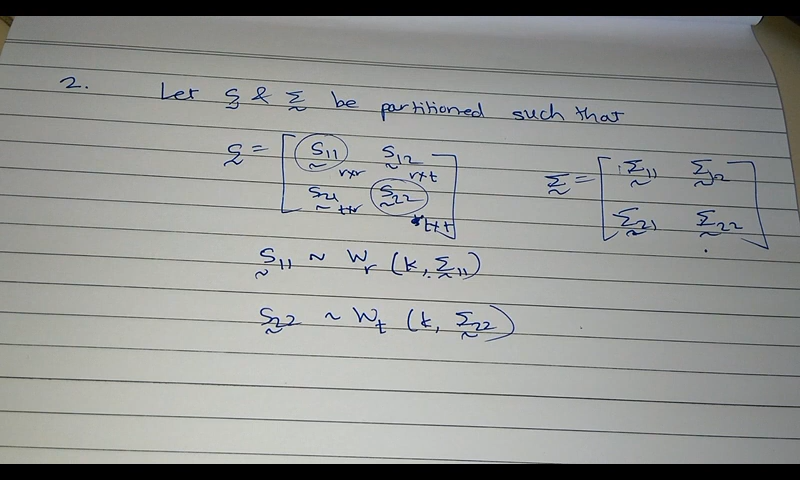 2. Let S & Σ be partitioned such that
S = [ S11 r×r S12 r×t
S21 t×r S22 t×t ]
Σ = [ Σ11 Σ12
Σ21 Σ22 ]
S11 ~ Wr (k, Σ11)
S22 ~ Wt (k, Σ22)